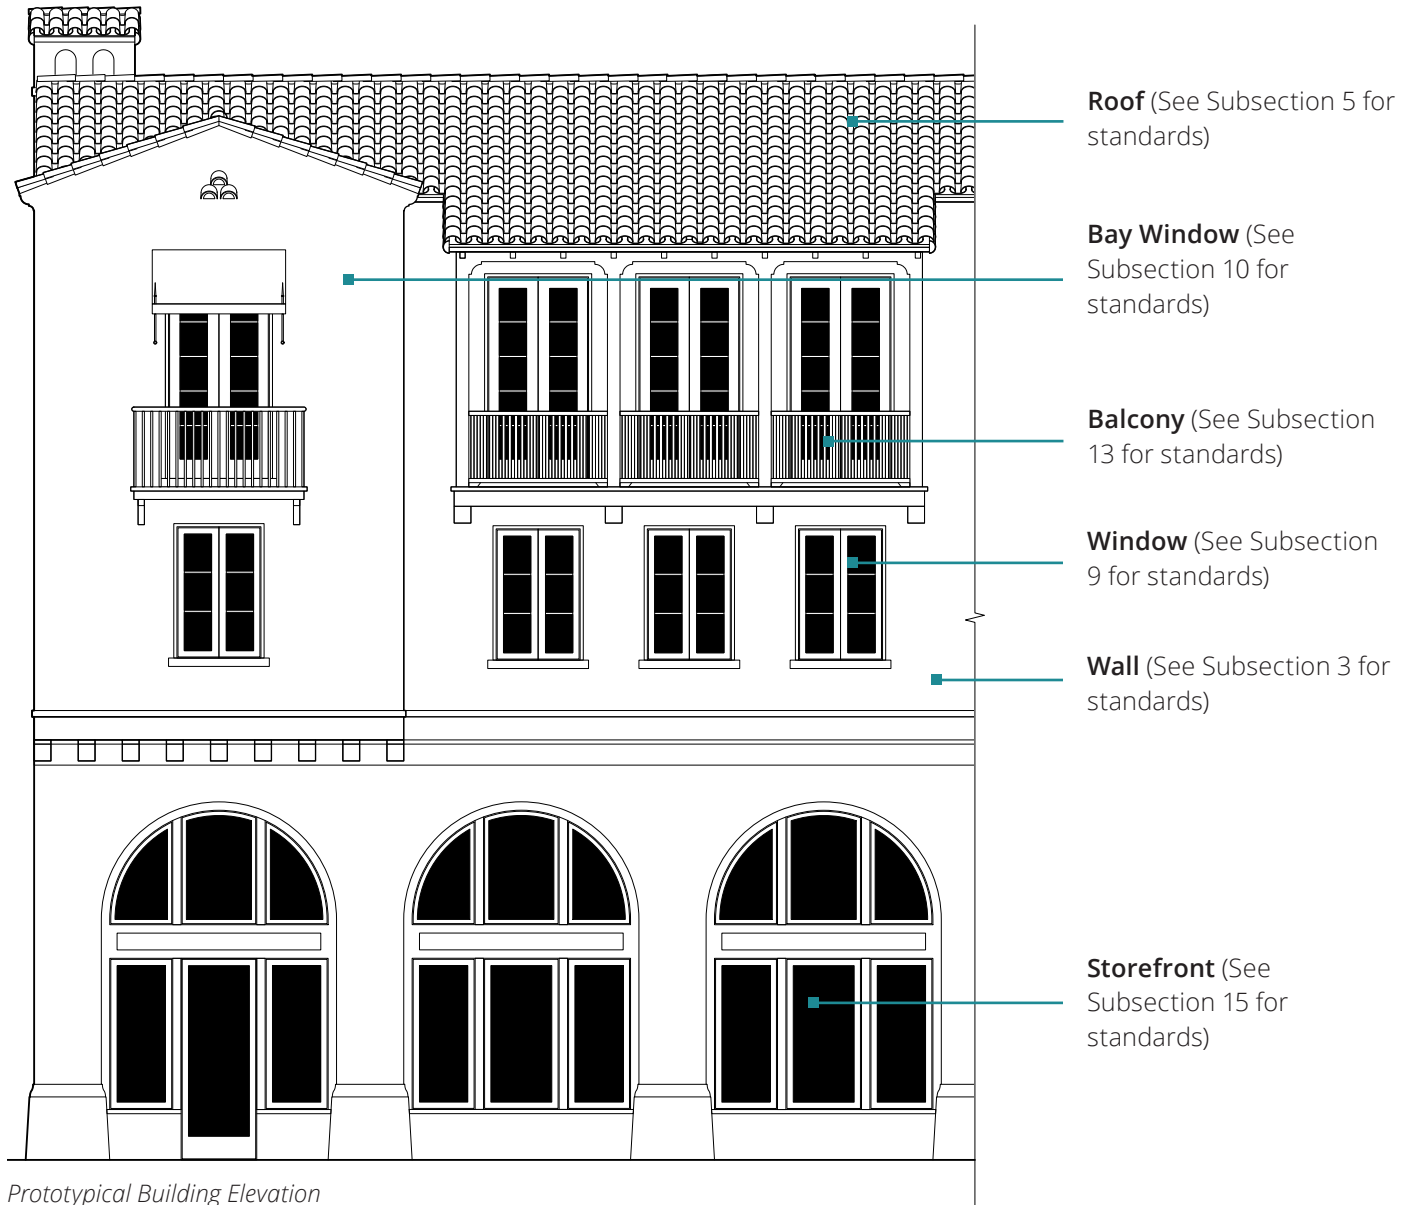 Roof (See Subsection 5 for
standards)
Bay Window (See
Subsection 10 for
standards)
Balcony (See Subsection
13 for standards)
Window (See Subsection
9 for standards)
Wall (See Subsection 3 for
standards)
Storefront (See
Subsection 15 for
standards)
Prototypical Building Elevation